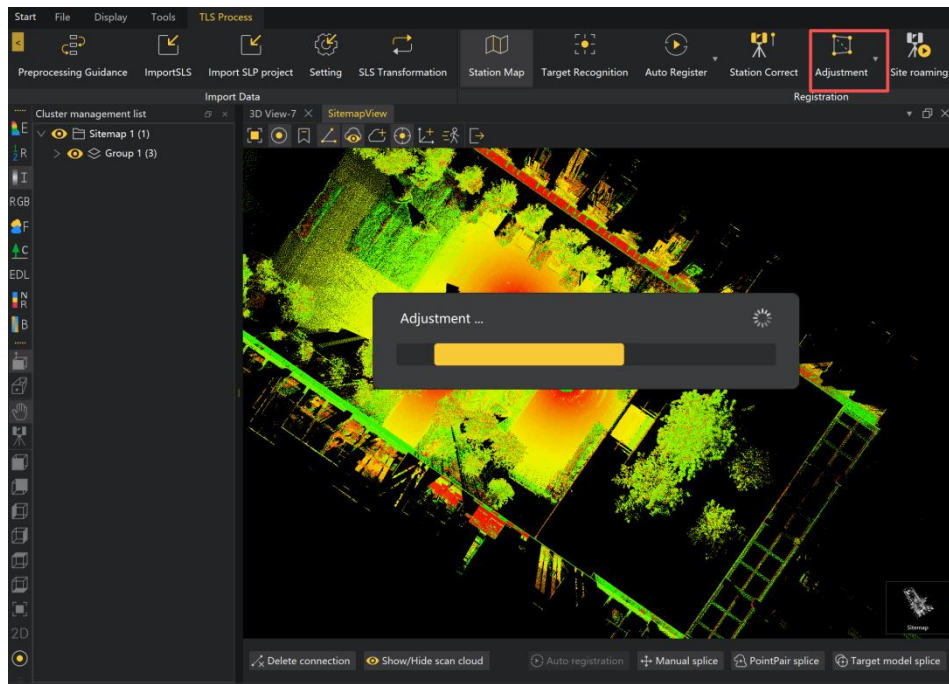 Start File Display Tools TLS Process
Preprocessing Guidance ImportSLS Import SLP project Setting SLS Transformation Station Map Target Recognition Auto Register Station Correct Adjustment Site roaming
Import Data Registration
Cluster management list
3D View-7 SitemapView
Sitemap 1 (1)
Group 1 (3)
E
1/2 R
I
RGB
F
C
EDL
N
R
B
2D
Adjustment ...
Sitemap
Delete connection Show/Hide scan cloud Auto registration Manual splice PointPair splice Target model splice